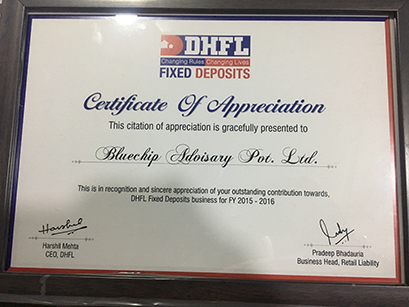 DHFL
Changing Rules Changing Lives
FIXED DEPOSITS
Certificate Of Appreciation
This citation of appreciation is gracefully presented to
Bluechip Advisary Pvt. Ltd.
This is in recognition and sincere appreciation of your outstanding contribution towards,
DHFL Fixed Deposits business for FY 2015 - 2016
Harshil
Harshil Mehta
CEO, DHFL
Pradeep Bhadauria
Business Head, Retail Liability